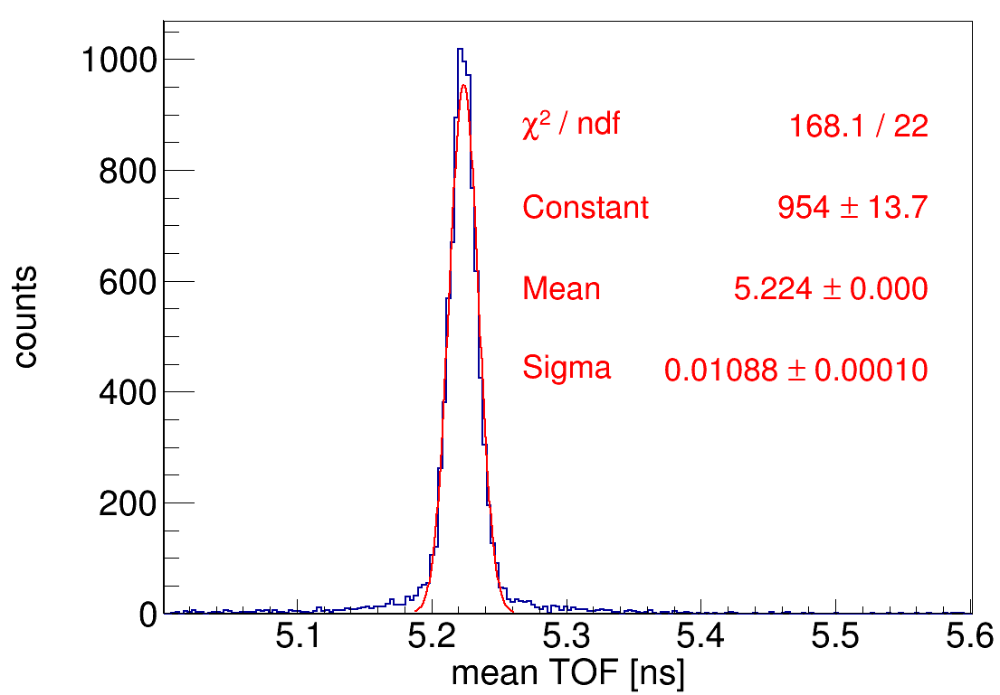 1000
800
600
400
200
0
counts
χ² / ndf 168.1 / 22
Constant 954 ± 13.7
Mean 5.224 ± 0.000
Sigma 0.01088 ± 0.00010
5.1 5.2 5.3 5.4 5.5 5.6
mean TOF [ns]